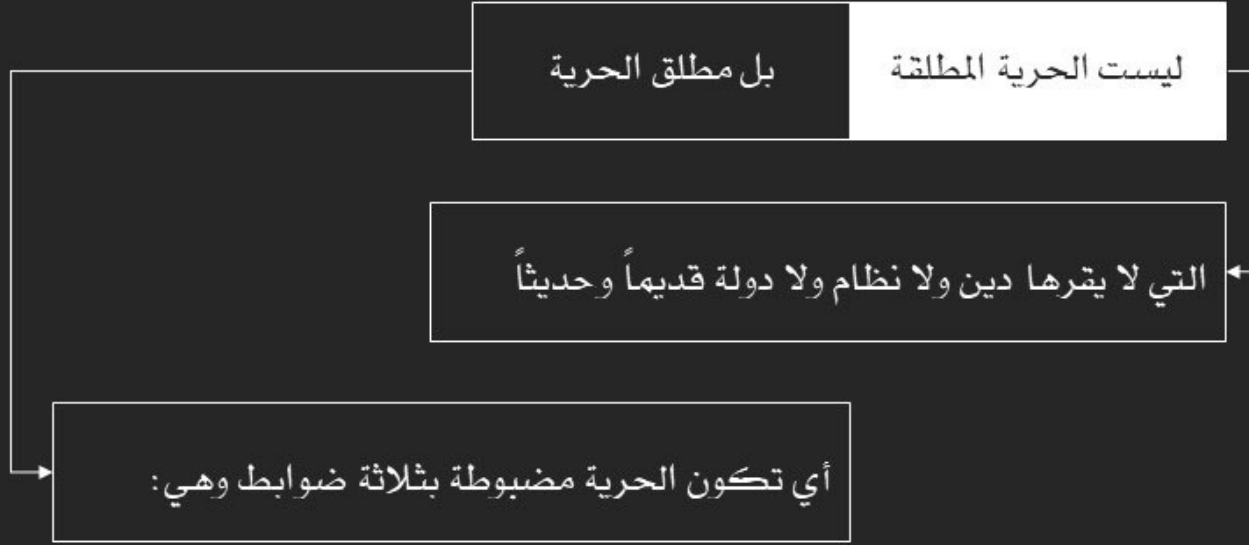 ليست الحرية المطلقة
بل مطلق الحرية
التي لا يقرها دين ولا نظام ولا دولة قديماً وحديثاً
أي تكون الحرية مضبوطة بثلاثة ضوابط وهي: